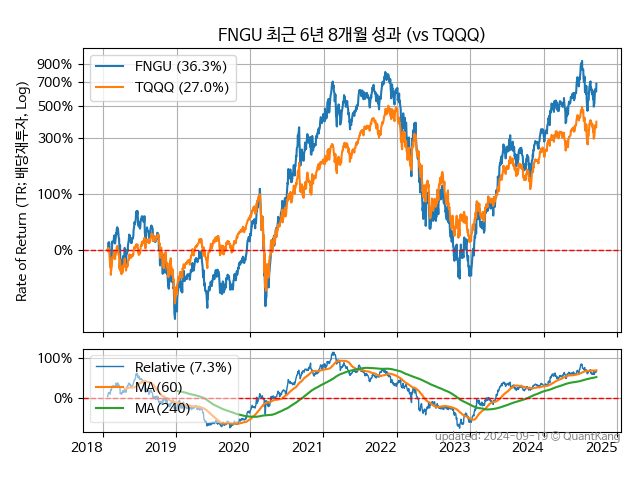 FNGU 최근 6년 8개월 성과 (vs TQQQ)
Rate of Return (TR: 배당재투자, Log)
900%
700%
500%
300%
100%
0%
FNGU (36.3%)
TQQQ (27.0%)
100%
0%
Relative (7.3%)
MA(60)
MA(240)
2018 2019 2020 2021 2022 2023 2024 2025
updated: 2024-09-19 © QuantKang